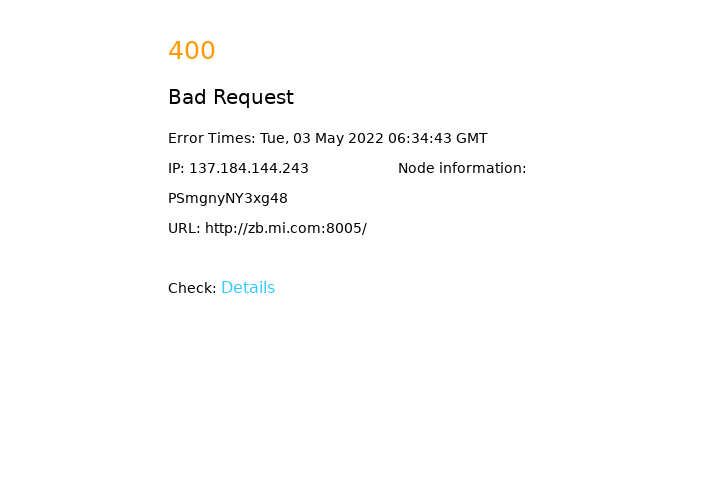 400
Bad Request
Error Times: Tue, 03 May 2022 06:34:43 GMT
IP: 137.184.144.243 Node information:
PSmgnyNY3xg48
URL: http://zb.mi.com:8005/
Check: Details